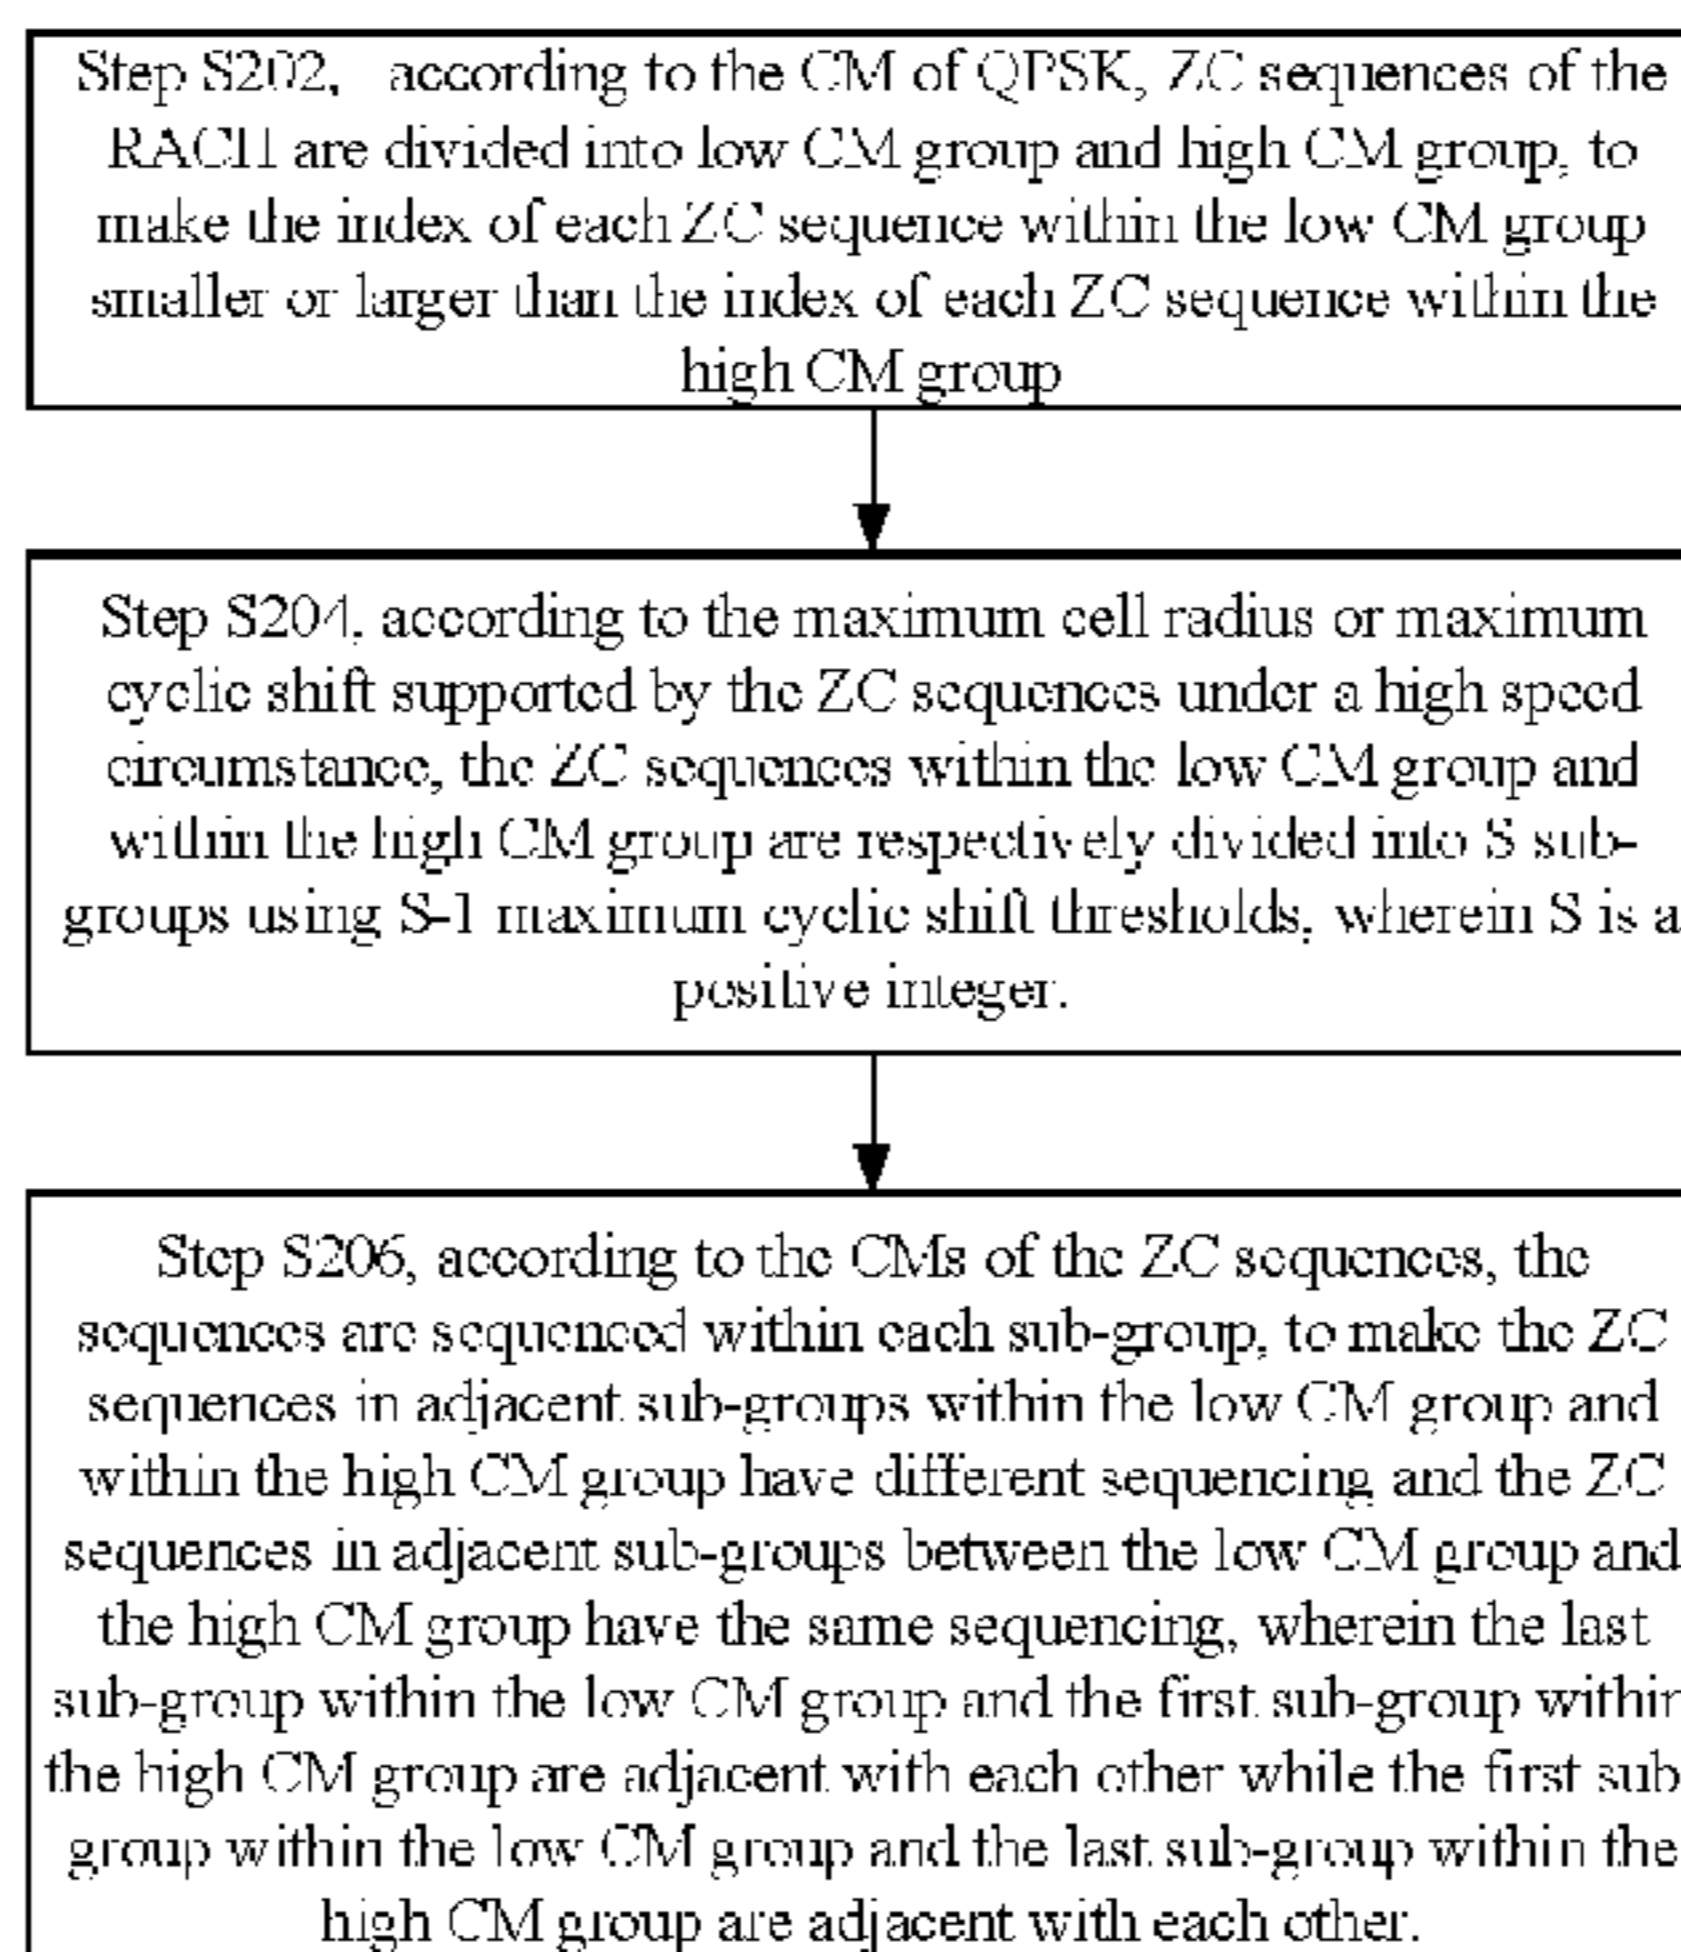 Step S202, according to the CM of QPSK, ZC sequences of the
RACH are divided into low CM group and high CM group, to
make the index of each ZC sequence within the low CM group
smaller or larger than the index of each ZC sequence within the
high CM group
Step S204, according to the maximum cell radius or maximum
cyclic shift supported by the ZC sequences under a high speed
circumstance, the ZC sequences within the low CM group and
within the high CM group are respectively divided into S sub-
groups using S-1 maximum cyclic shift thresholds, wherein S is a
positive integer.
Step S206, according to the CMs of the ZC sequences, the
sequences are sequenced within each sub-group, to make the ZC
sequences in adjacent sub-groups within the low CM group and
within the high CM group have different sequencing and the ZC
sequences in adjacent sub-groups between the low CM group and
the high CM group have the same sequencing, wherein the last
sub-group within the low CM group and the first sub-group within
the high CM group are adjacent with each other while the first sub-
group within the low CM group and the last sub-group within the
high CM group are adjacent with each other.